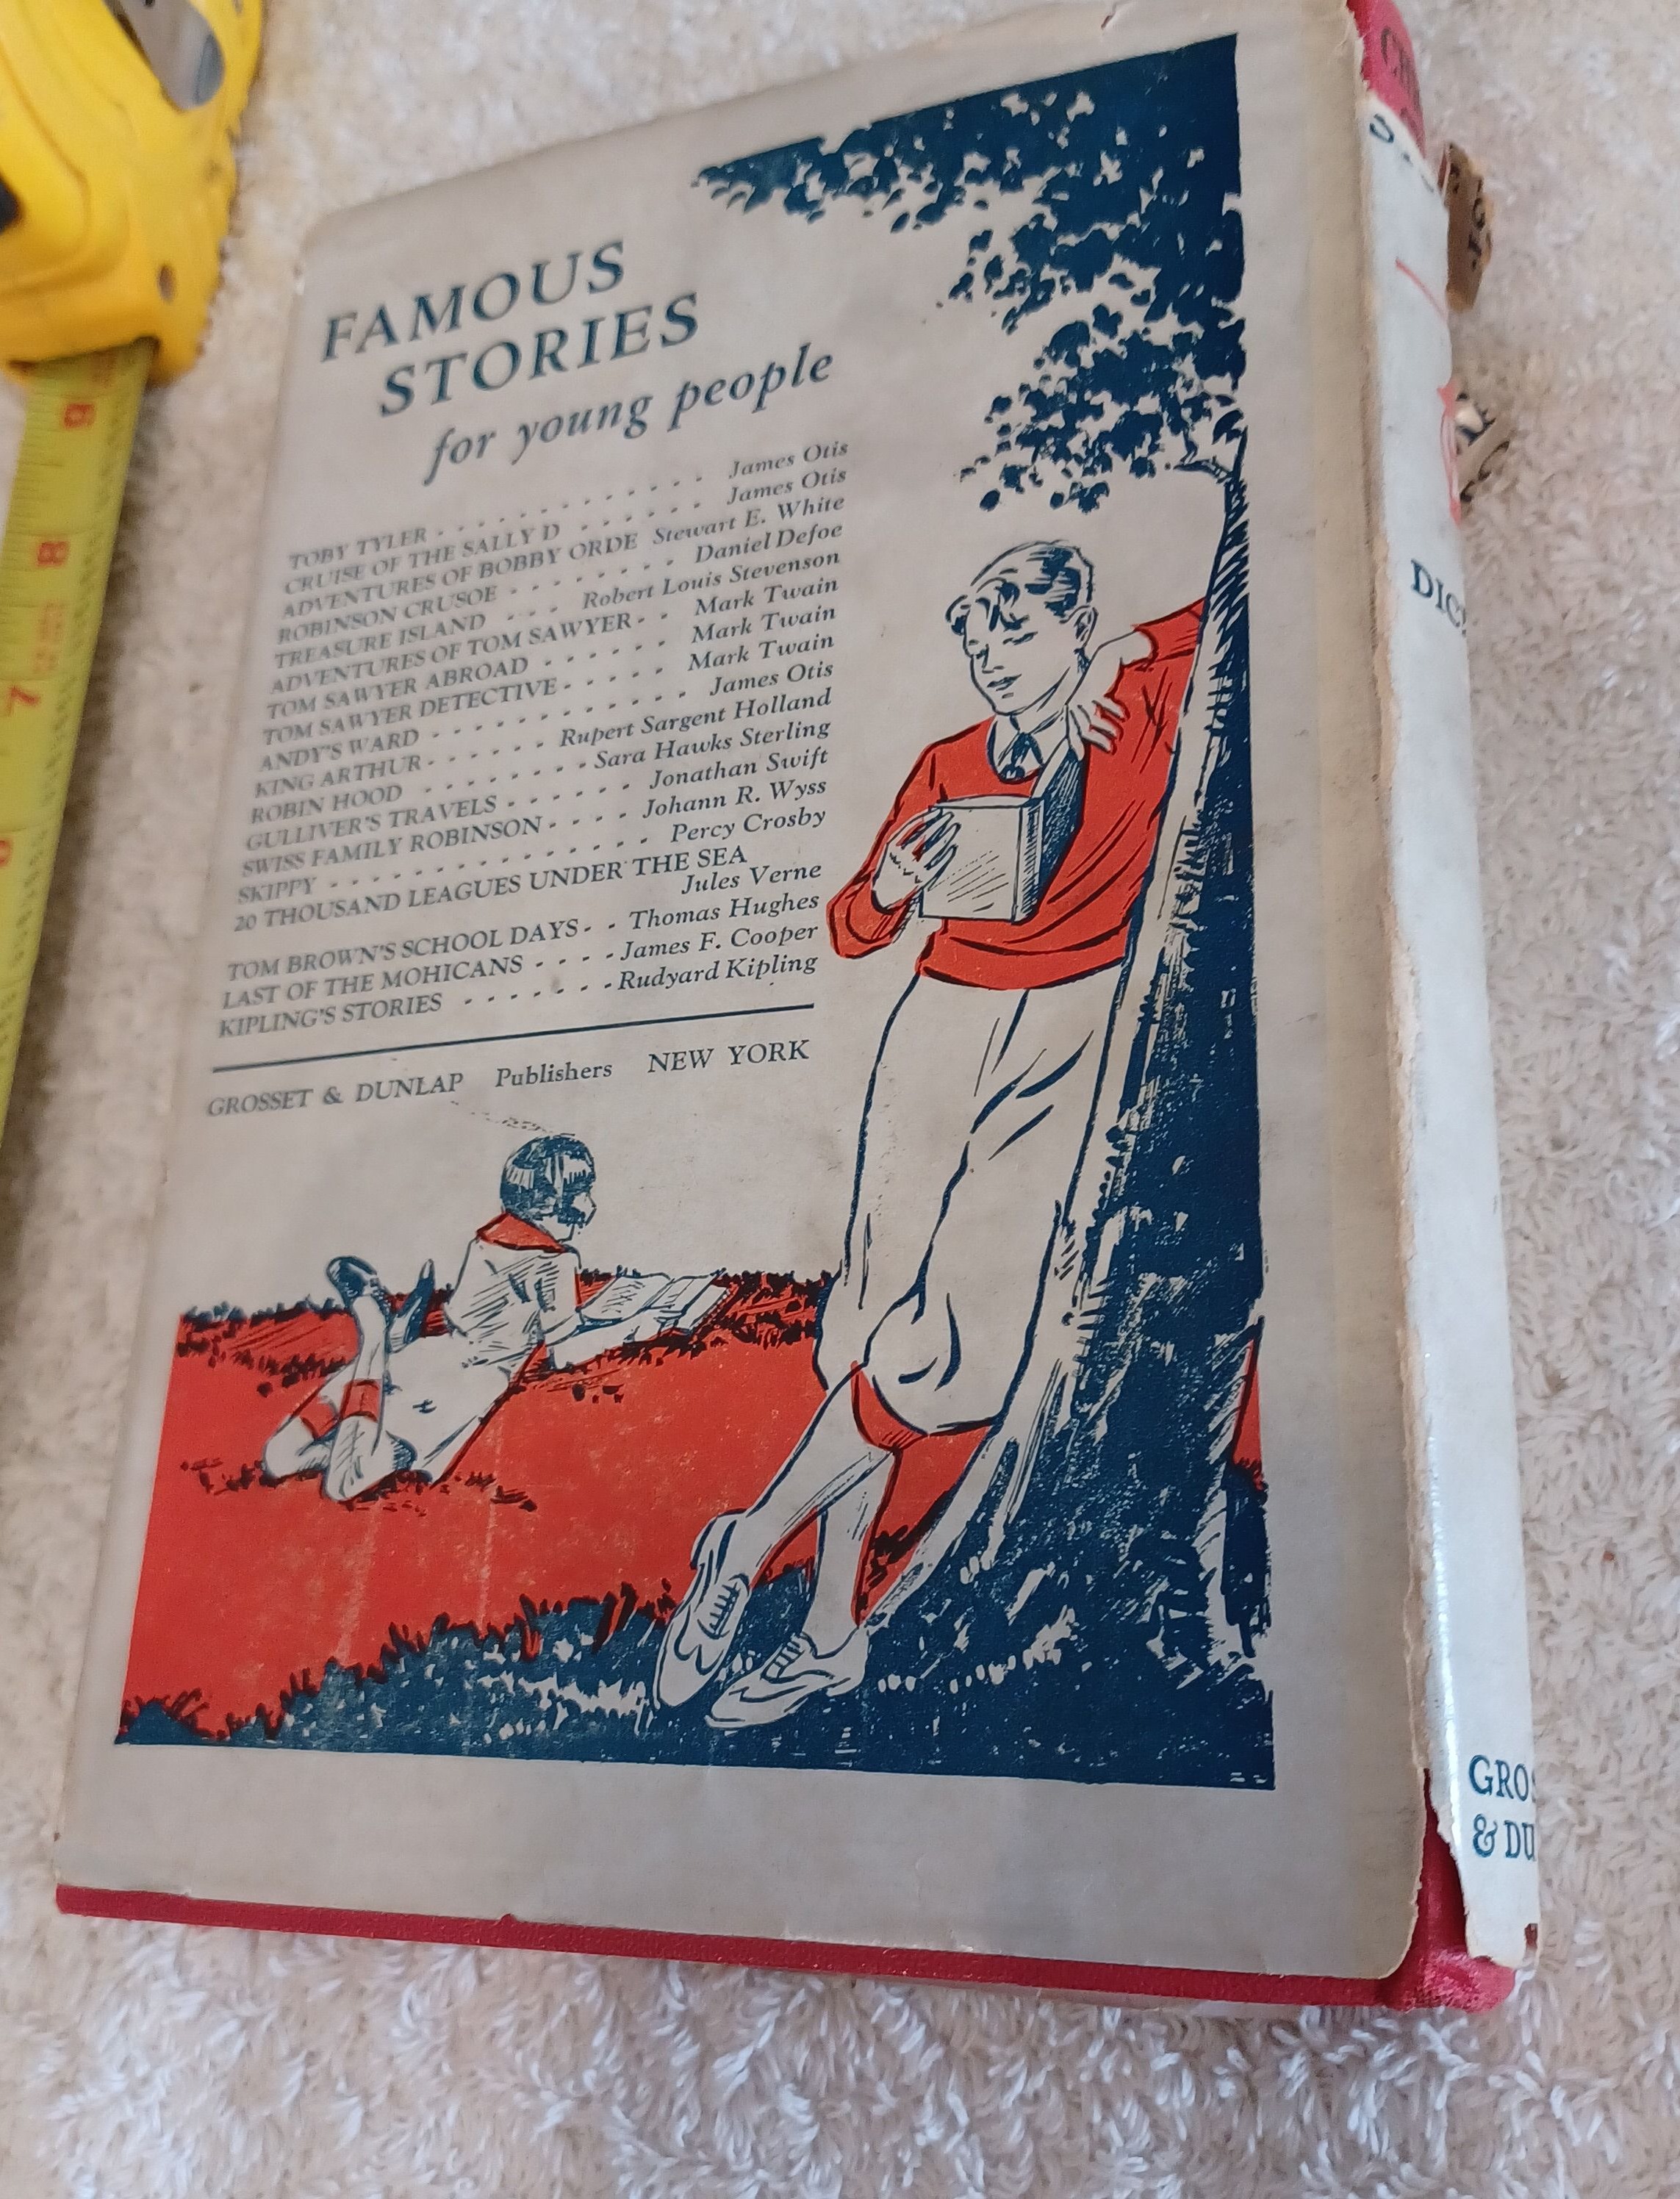 FAMOUS
STORIES
for young people
TOBY TYLER - - - - - - - - - - - - James Otis
CRUISE OF THE SALLY D - - - - - - - James Otis
ADVENTURES OF BOBBY ORDE Stewart E. White
ROBINSON CRUSOE - - - - - - - - Daniel Defoe
TREASURE ISLAND - - - - Robert Louis Stevenson
ADVENTURES OF TOM SAWYER - - Mark Twain
TOM SAWYER ABROAD - - - - - - Mark Twain
TOM SAWYER DETECTIVE - - - - - Mark Twain
ANDY'S WARD - - - - - - - - - - James Otis
KING ARTHUR - - - - - - Rupert Sargent Holland
ROBIN HOOD - - - - - - - - Sara Hawks Sterling
GULLIVER'S TRAVELS - - - - - - Jonathan Swift
SWISS FAMILY ROBINSON - - - - Johann R. Wyss
SKIPPY - - - - - - - - - - - - Percy Crosby
20 THOUSAND LEAGUES UNDER THE SEA
Jules Verne
TOM BROWN'S SCHOOL DAYS - - Thomas Hughes
LAST OF THE MOHICANS - - - - James F. Cooper
KIPLING'S STORIES - - - - - - - Rudyard Kipling
GROSSET & DUNLAP Publishers NEW YORK
DIC
GROS
& DU
9
8
7